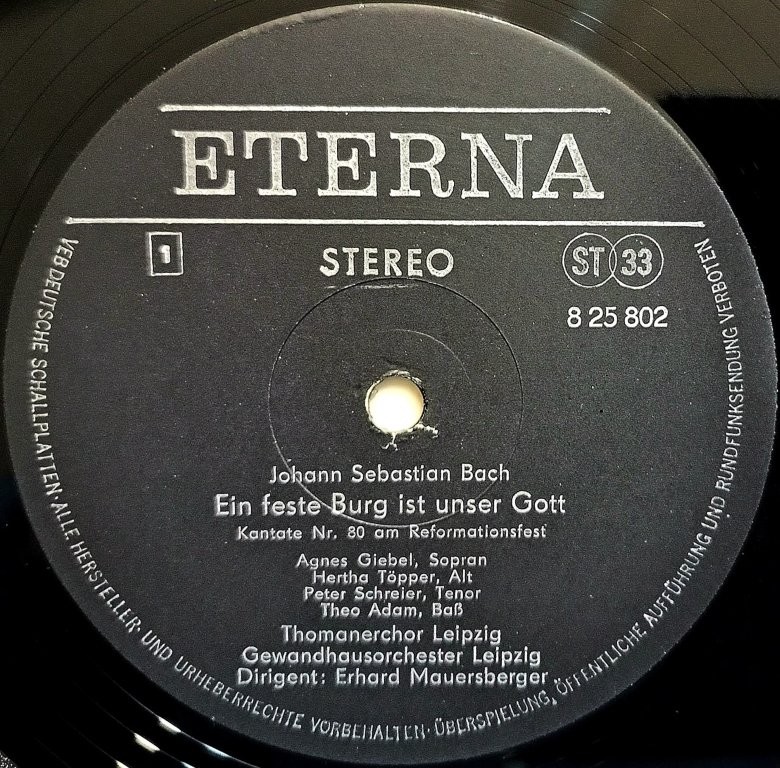 ETERNA
1
STEREO
ST 33
8 25 802
Johann Sebastian Bach
Ein feste Burg ist unser Gott
Kantate Nr. 80 am Reformationsfest
Agnes Giebel, Sopran
Hertha Töpper, Alt
Peter Schreier, Tenor
Theo Adam, Baß
Thomanerchor Leipzig
Gewandhausorchester Leipzig
Dirigent: Erhard Mauersberger
VEB DEUTSCHE SCHALLPLATTEN · ALLE HERSTELLER- UND URHEBERRECHTE VORBEHALTEN · ÜBERSPIELUNG, ÖFFENTLICHE AUFFÜHRUNG UND RUNDFUNKSENDUNG VERBOTEN